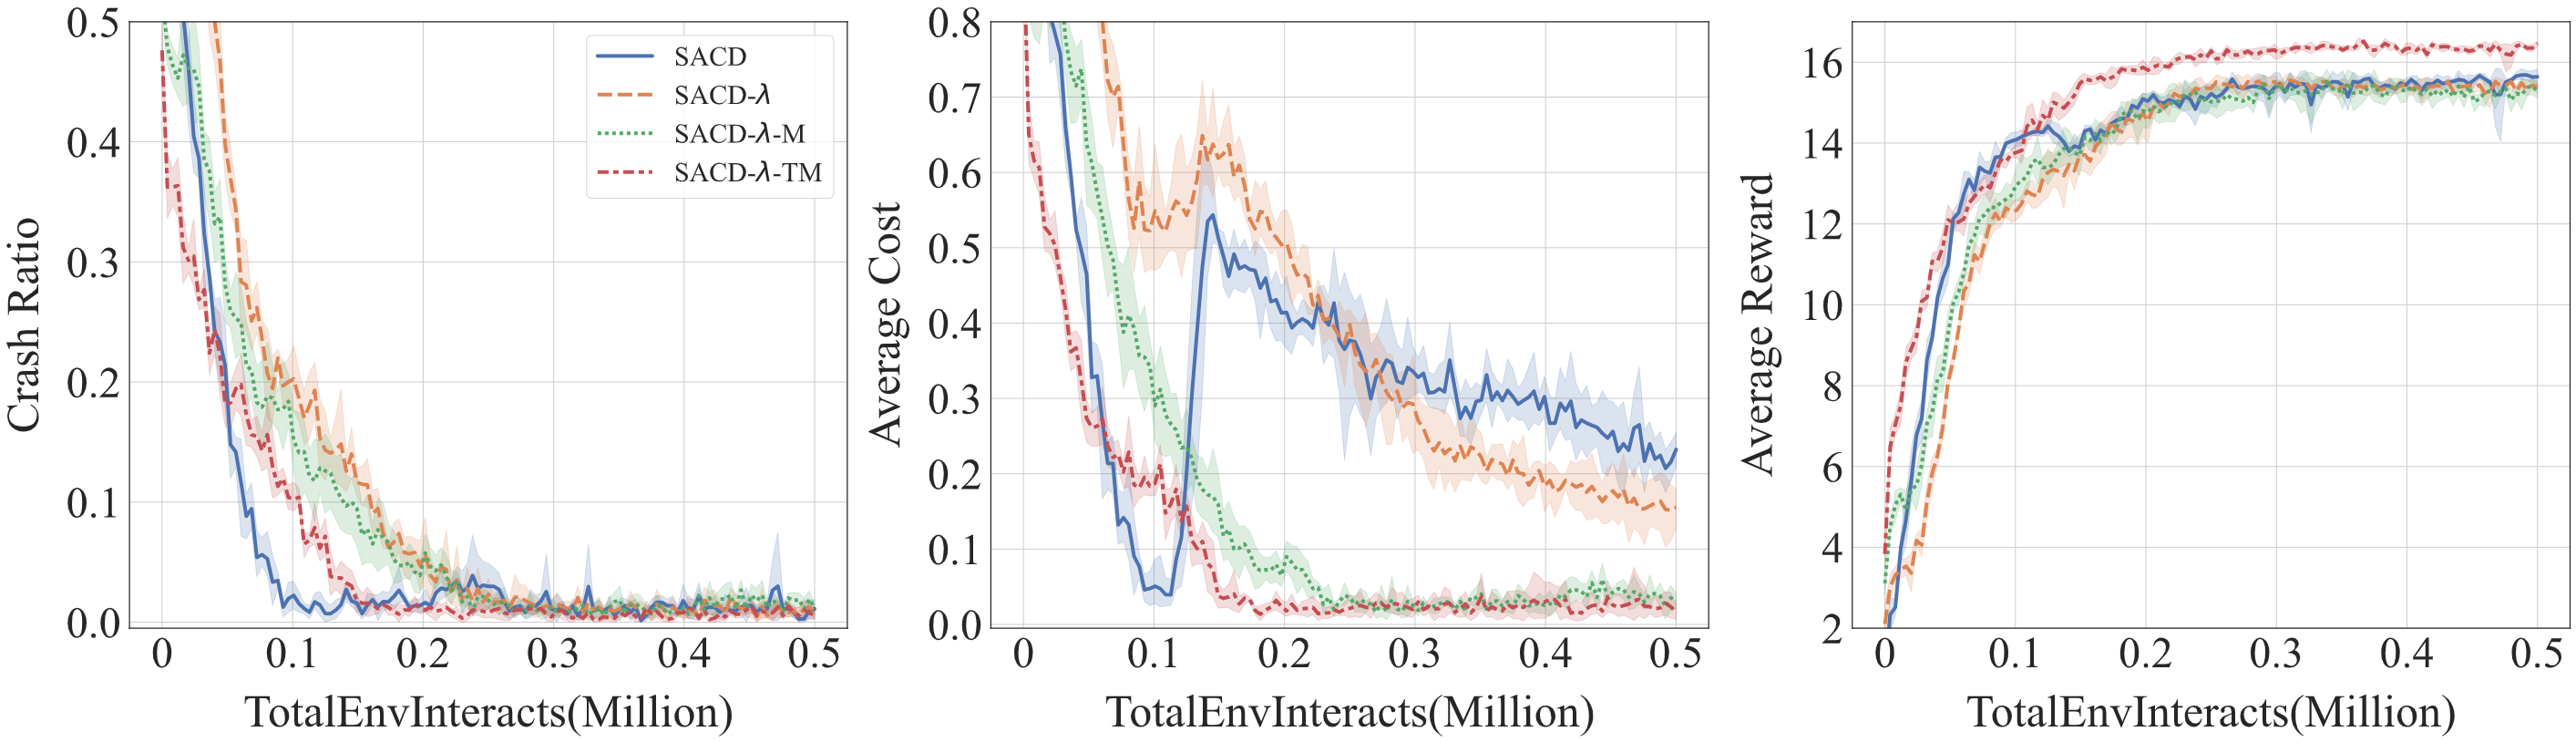 Crash Ratio
0.5
0.4
0.3
0.2
0.1
0.0
SACD
SACD-λ
SACD-λ-M
SACD-λ-TM
0 0.1 0.2 0.3 0.4 0.5
TotalEnvInteracts(Million)
Average Cost
0.8
0.7
0.6
0.5
0.4
0.3
0.2
0.1
0.0
0 0.1 0.2 0.3 0.4 0.5
TotalEnvInteracts(Million)
Average Reward
16
14
12
10
8
6
4
2
0 0.1 0.2 0.3 0.4 0.5
TotalEnvInteracts(Million)